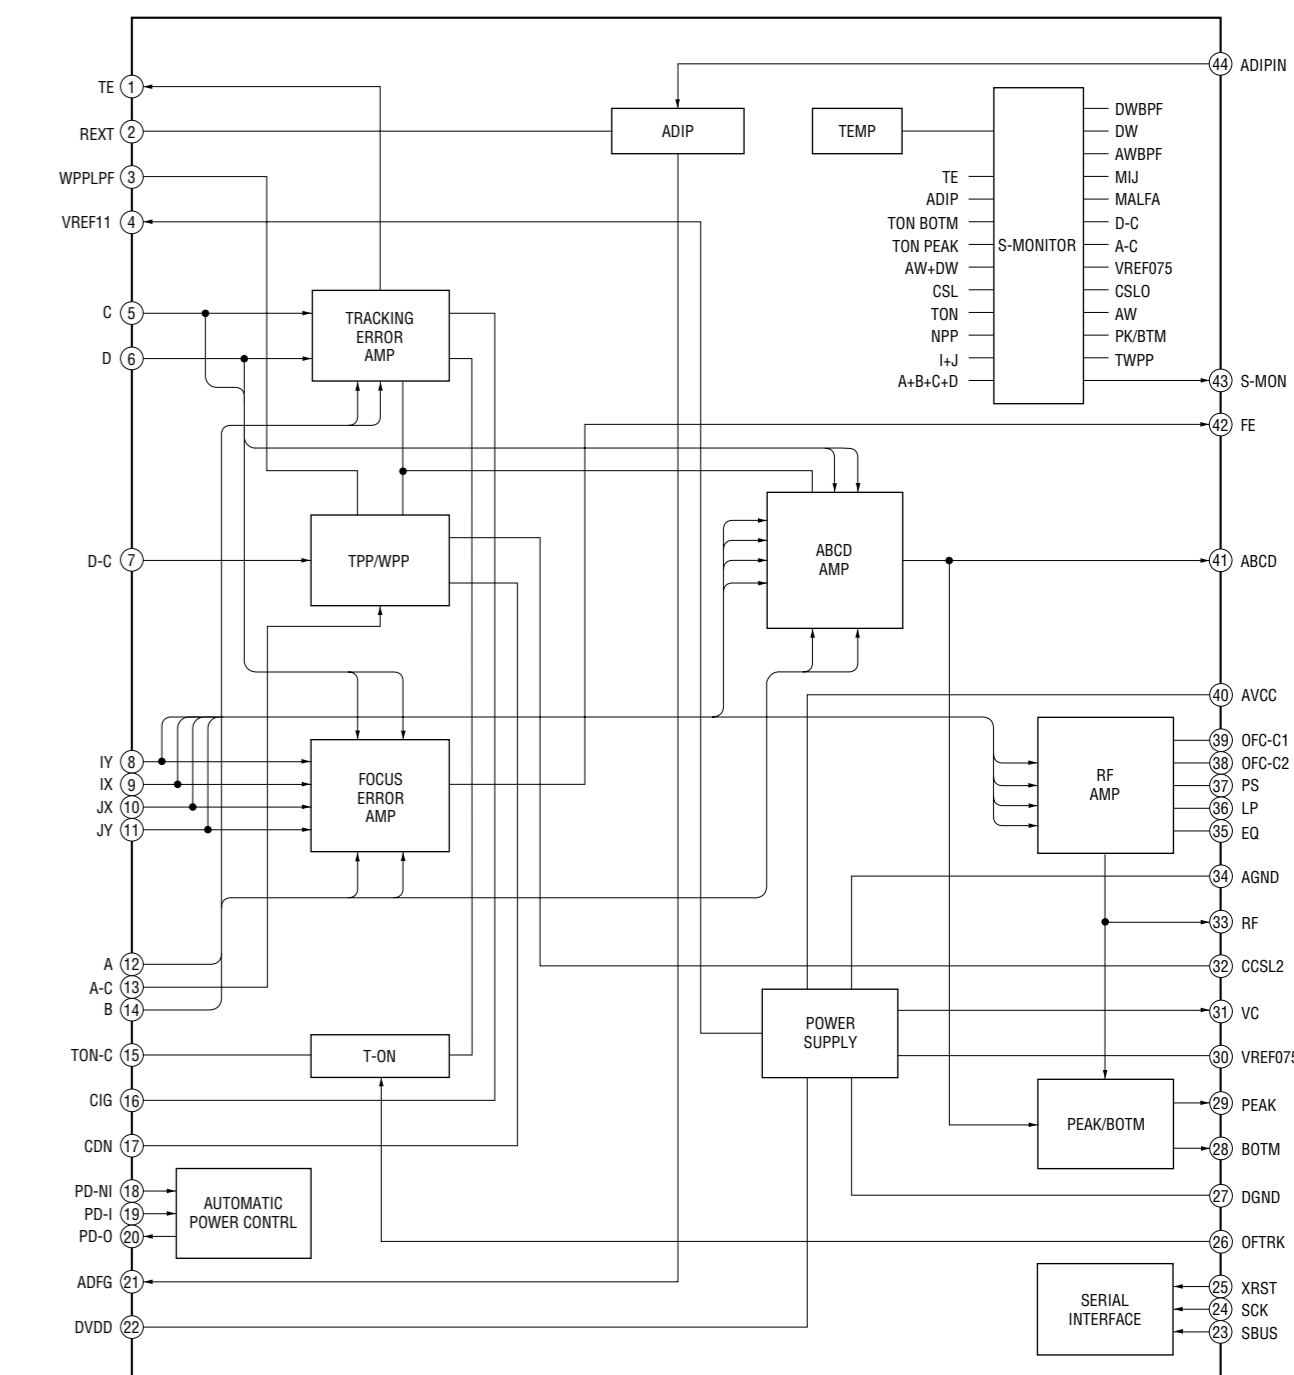 TE 1
REXT 2
WPPLPF 3
VREF11 4
C 5
D 6
D-C 7
IY 8
IX 9
JX 10
JY 11
A 12
A-C 13
B 14
TON-C 15
CIG 16
CDN 17
PD-NI 18
PD-I 19
PD-O 20
ADFG 21
DVDD 22
TRACKING
ERROR
AMP
TPP/WPP
FOCUS
ERROR
AMP
T-ON
AUTOMATIC
POWER CONTRL
ADIP
TEMP
TE
ADIP
TON BOTM
TON PEAK
AW+DW
CSL
TON
NPP
I+J
A+B+C+D
S-MONITOR
DWBPF
DW
AWBPF
MIJ
MALFA
D-C
A-C
VREF075
CSLO
AW
PK/BTM
TWPP
ABCD
AMP
RF
AMP
POWER
SUPPLY
PEAK/BOTM
SERIAL
INTERFACE
44 ADIPIN
43 S-MON
42 FE
41 ABCD
40 AVCC
39 OFC-C1
38 OFC-C2
37 PS
36 LP
35 EQ
34 AGND
33 RF
32 CCSL2
31 VC
30 VREF075
29 PEAK
28 BOTM
27 DGND
26 OFTRK
25 XRST
24 SCK
23 SBUS